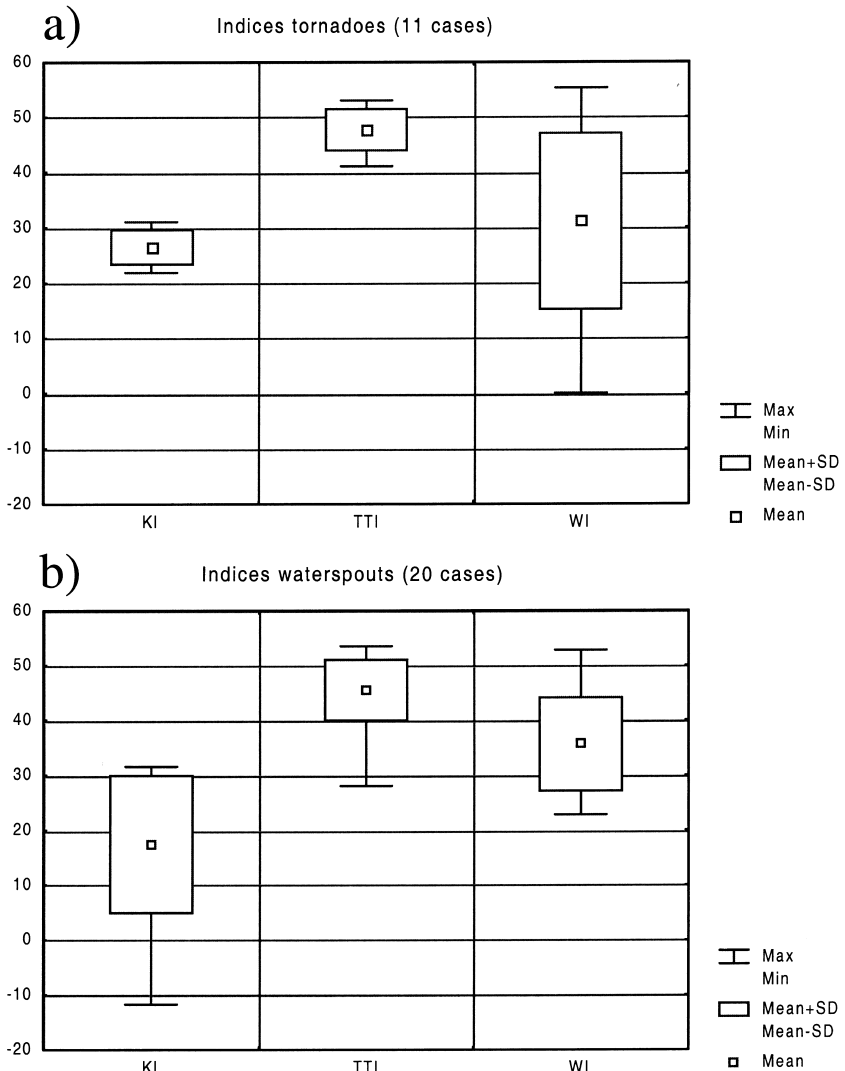 a)
Indices tornadoes (11 cases)
60
50
40
30
20
10
0
-10
-20
KI TTI WI
Max
Min
Mean+SD
Mean-SD
Mean
b)
Indices waterspouts (20 cases)
60
50
40
30
20
10
0
-10
-20
KI TTI WI
Max
Min
Mean+SD
Mean-SD
Mean